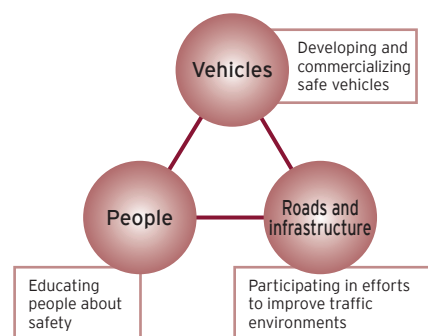 Vehicles
Developing and
commercializing
safe vehicles
People
Roads and
infrastructure
Educating
people about
safety
Participating in efforts
to improve traffic
environments